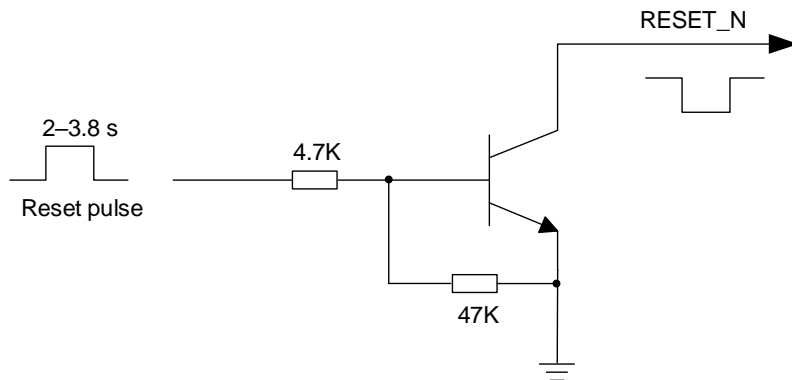 RESET_N
2–3.8 s
4.7K
Reset pulse
47K